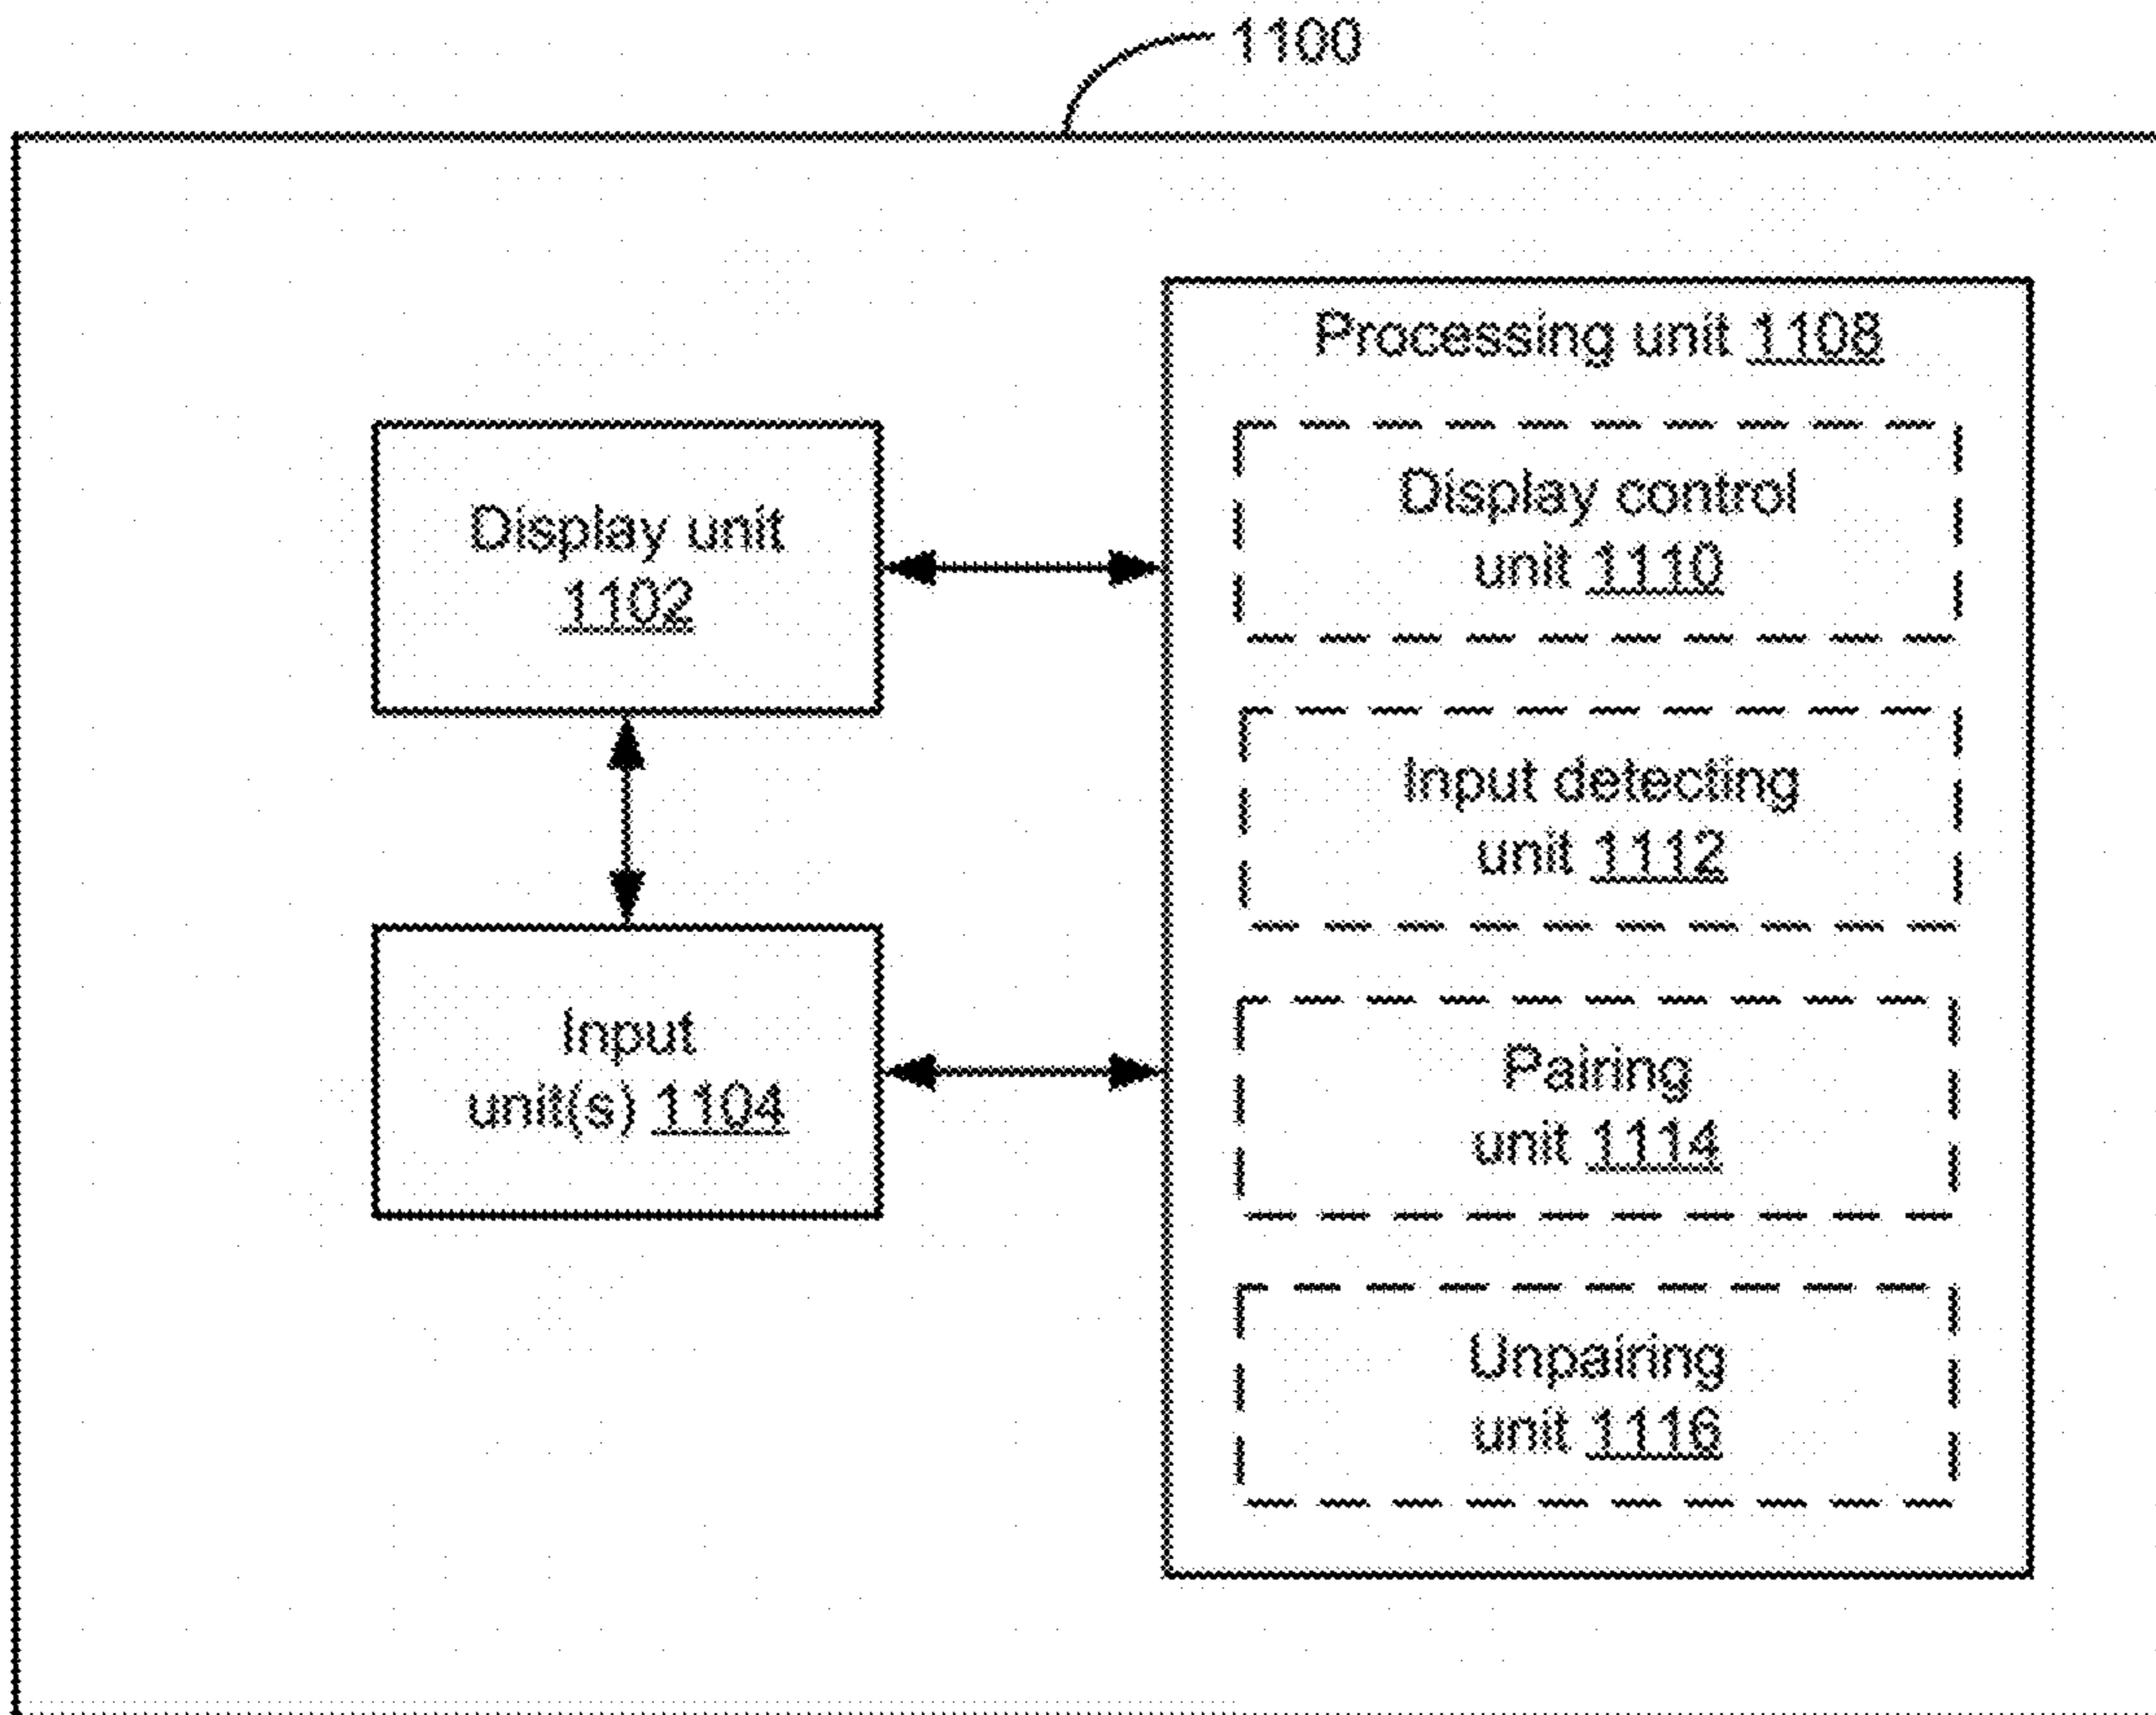 1100
Processing unit 1108
Display unit
1102
Display control
unit 1110
Input detecting
unit 1112
Input
unit(s) 1104
Pairing
unit 1114
Unpairing
unit 1116